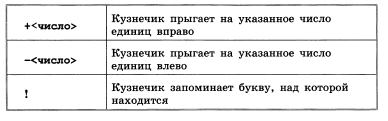 +<число>
Кузнечик прыгает на указанное число
единиц вправо
-<число>
Кузнечик прыгает на указанное число
единиц влево
!
Кузнечик запоминает букву, над которой
находится